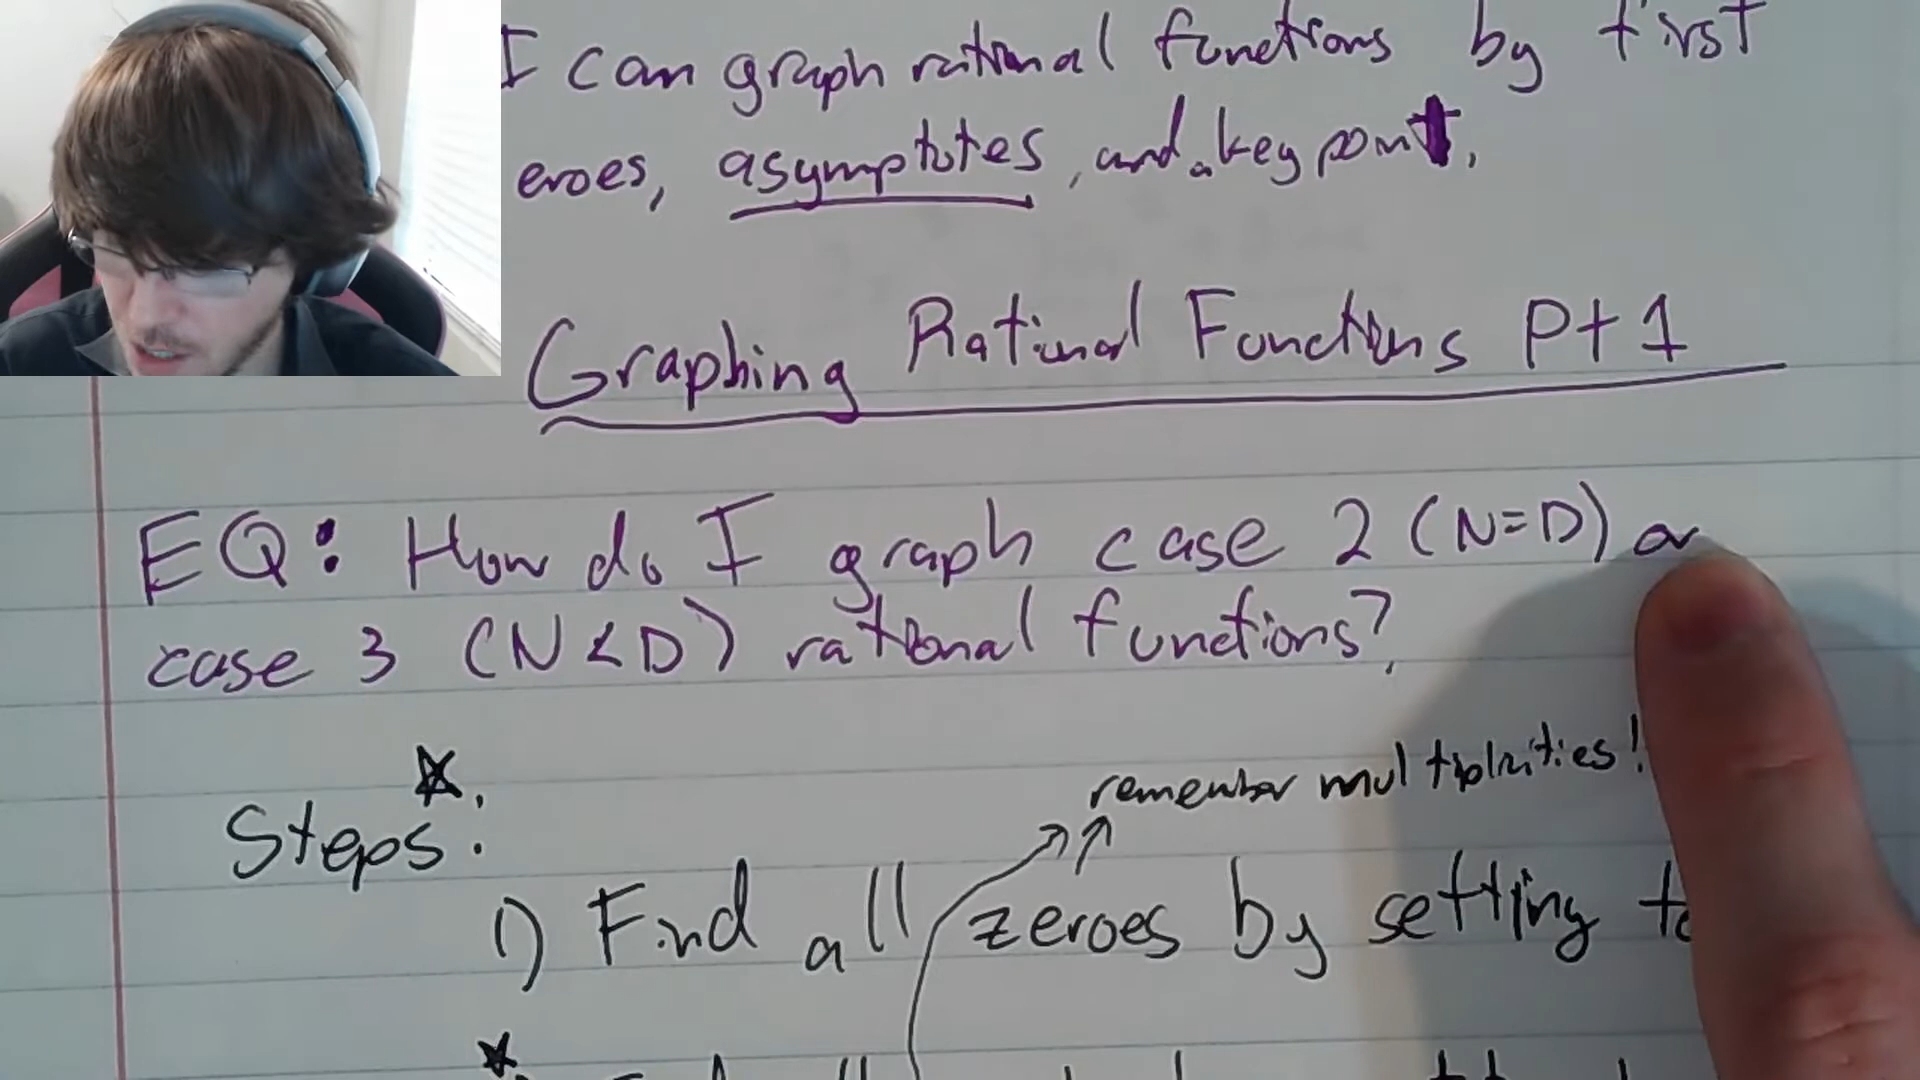 I can graph rational functions by first
eroes, asymptotes, and a key point.
Graphing Rational Functions Pt 1
EQ: How do I graph case 2 (N=D) or
case 3 (N<D) rational functions?
remember multiplicities!
Steps:
1) Find all zeroes by setting